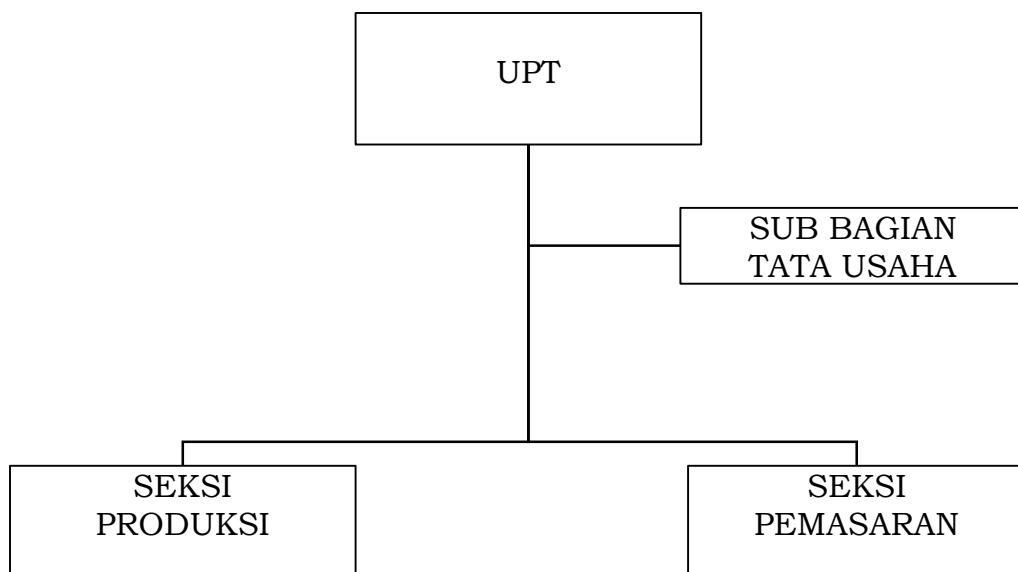 UPT
SUB BAGIAN
TATA USAHA
SEKSI
PRODUKSI
SEKSI
PEMASARAN